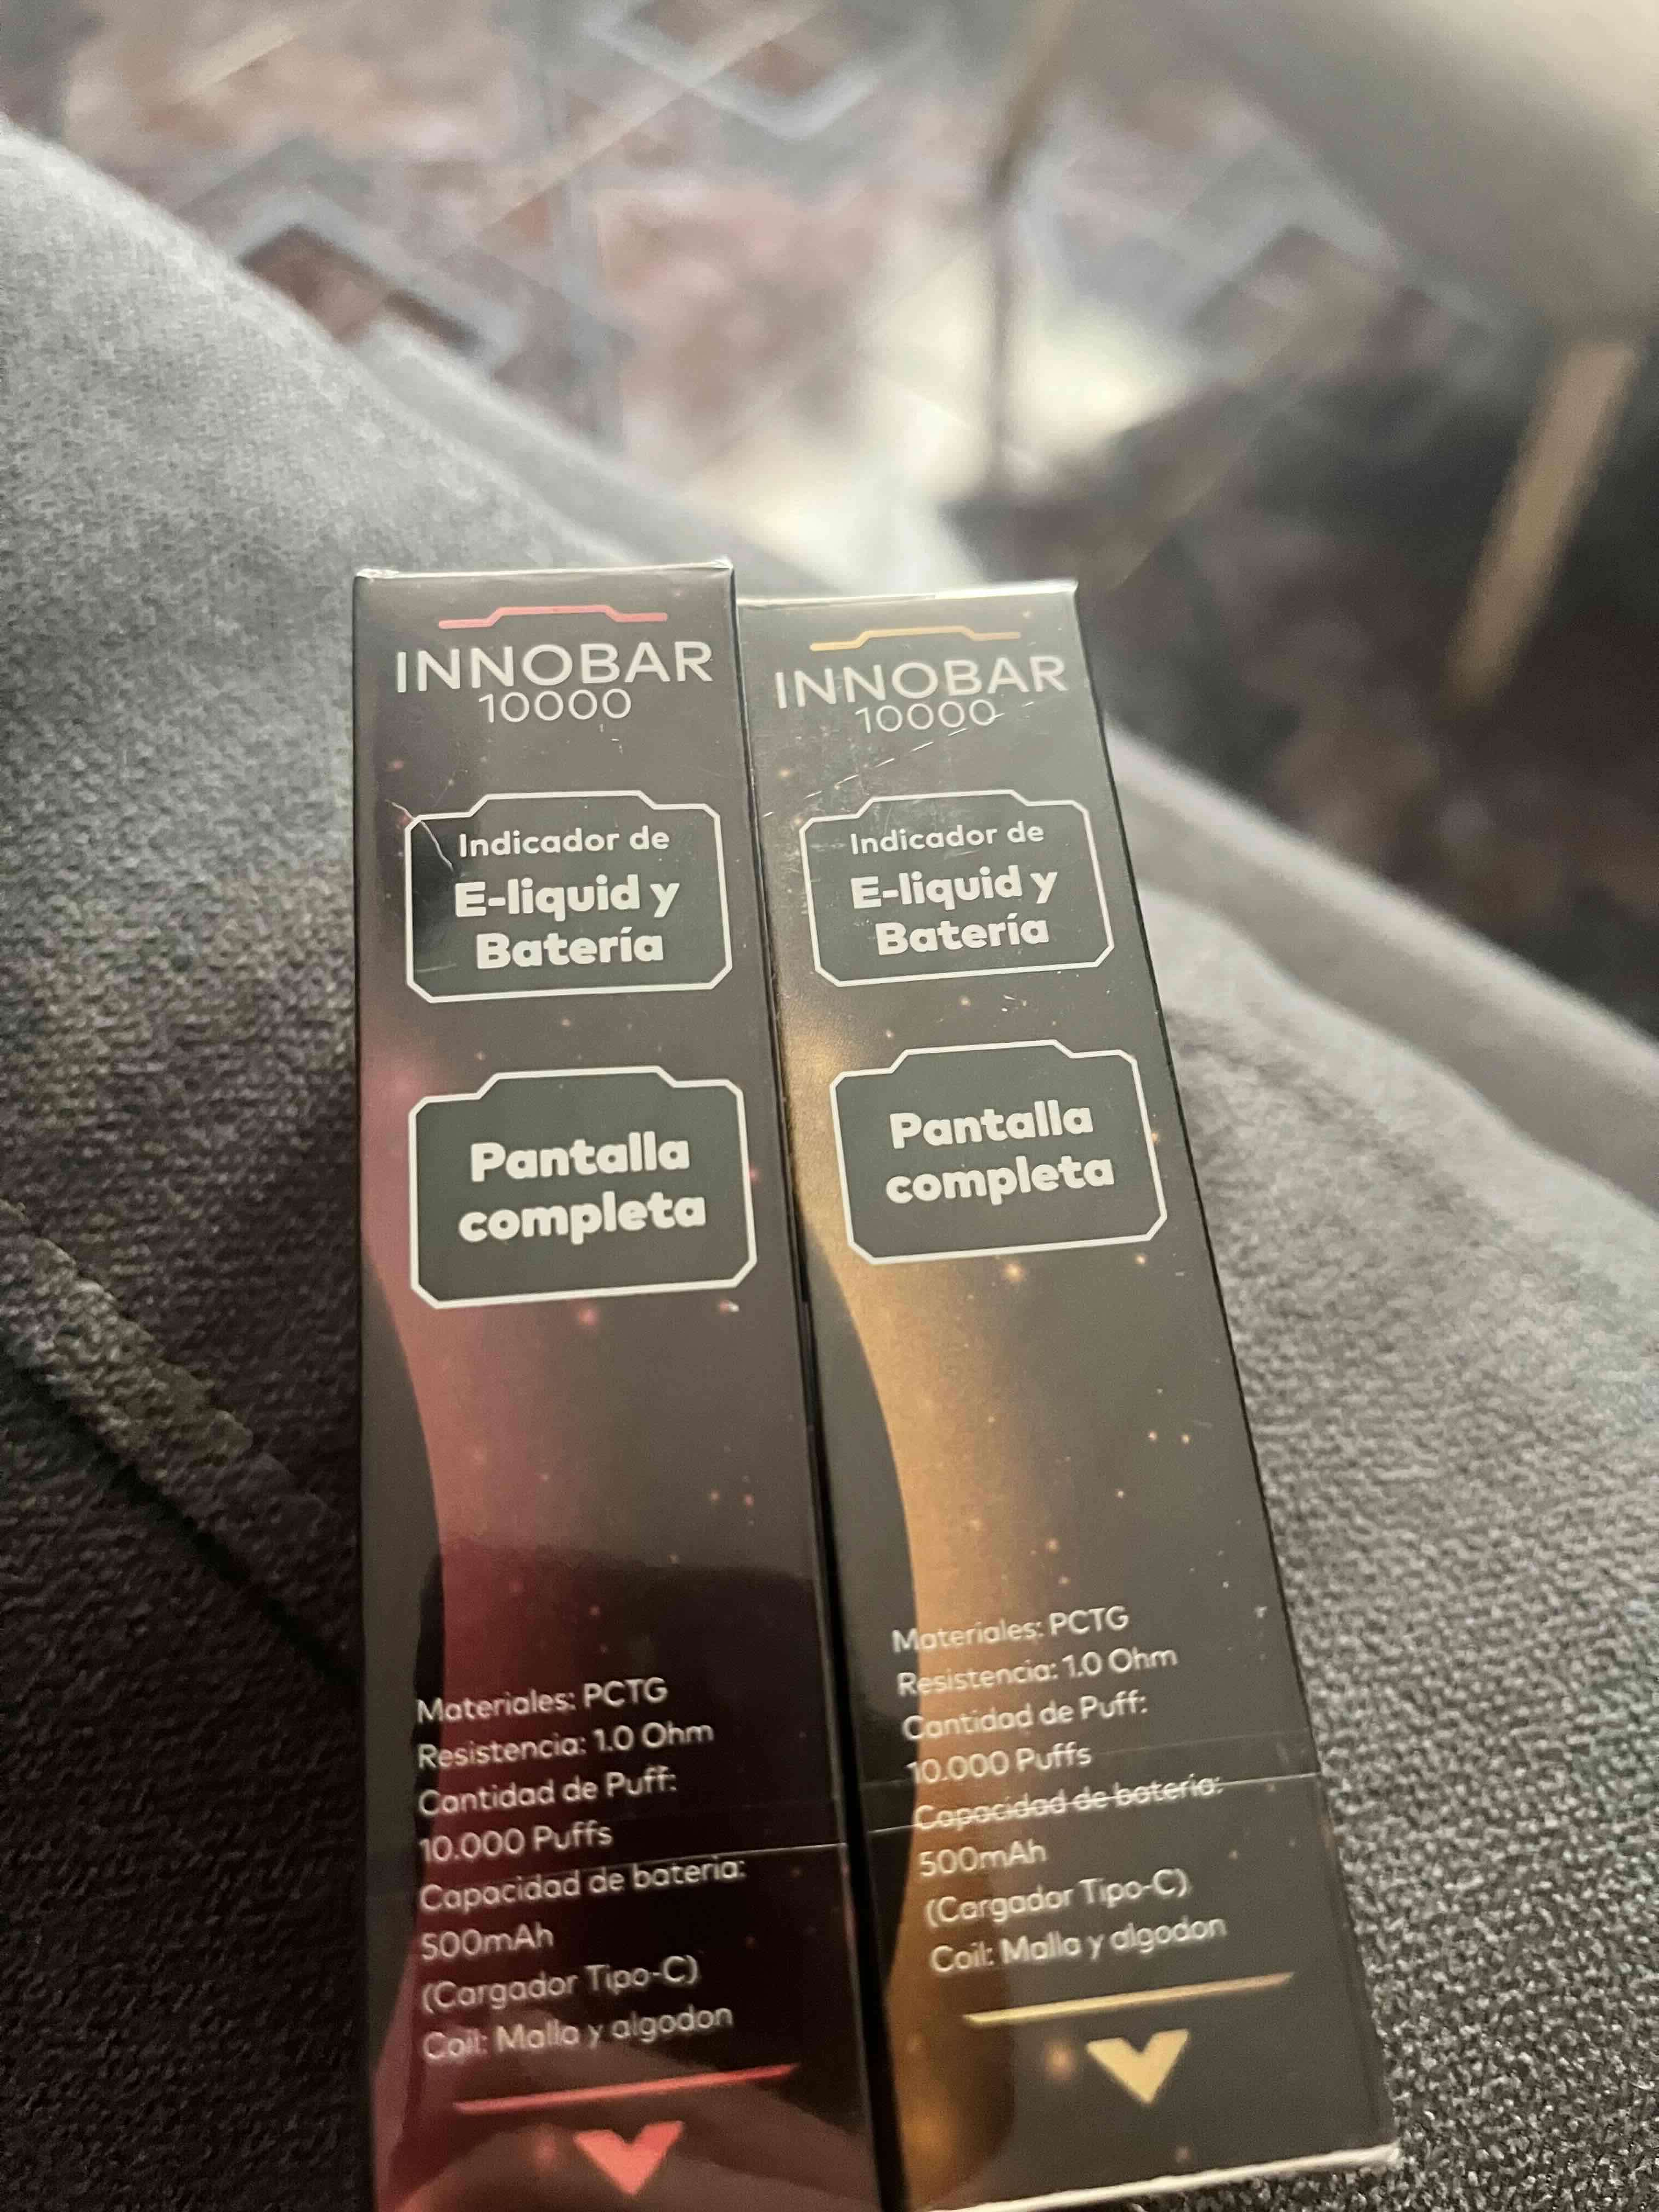 INNOBAR
10000
Indicador de
E-liquid y
Batería
Pantalla
completa
Materiales: PCTG
Resistencia: 1.0 Ohm
Cantidad de Puff:
10.000 Puffs
Capacidad de bateria:
500mAh
(Cargador Tipo-C)
Coil: Malla y algodon
INNOBAR
10000
Indicador de
E-liquid y
Batería
Pantalla
completa
Materiales: PCTG
Resistencia: 1.0 Ohm
Cantidad de Puff:
10.000 Puffs
Capacidad de bateria:
500mAh
(Cargador Tipo-C)
Coil: Malla y algodon